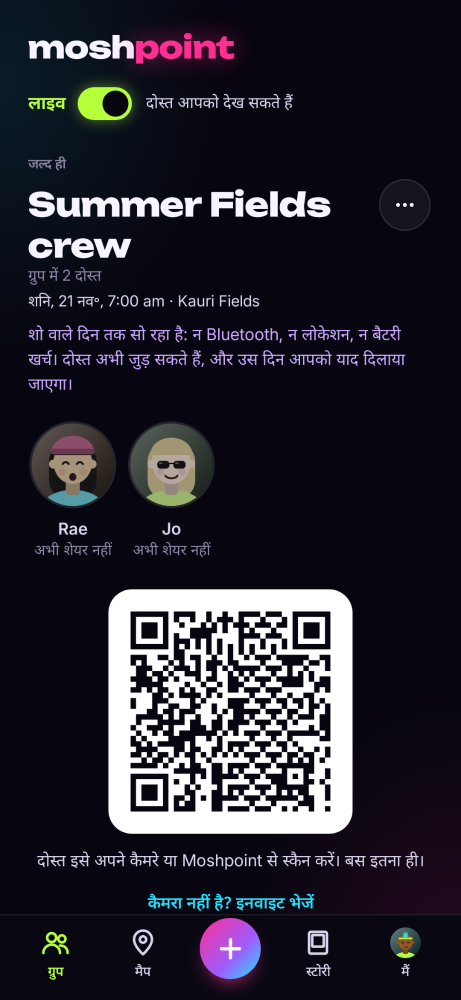 moshpoint
लाइव
दोस्त आपको देख सकते हैं
जल्द ही
Summer Fields
crew
ग्रुप में 2 दोस्त
शनि, 21 नव॰, 7:00 am · Kauri Fields
शो वाले दिन तक सो रहा है: न Bluetooth, न लोकेशन, न बैटरी
खर्च। दोस्त अभी जुड़ सकते हैं, और उस दिन आपको याद दिलाया
जाएगा।
Rae
Jo
अभी शेयर नहीं
अभी शेयर नहीं
दोस्त इसे अपने कैमरे या Moshpoint से स्कैन करें। बस इतना ही।
कैमरा नहीं है? इनवाइट भेजें
ग्रुप
मैप
स्टोरी
मैं